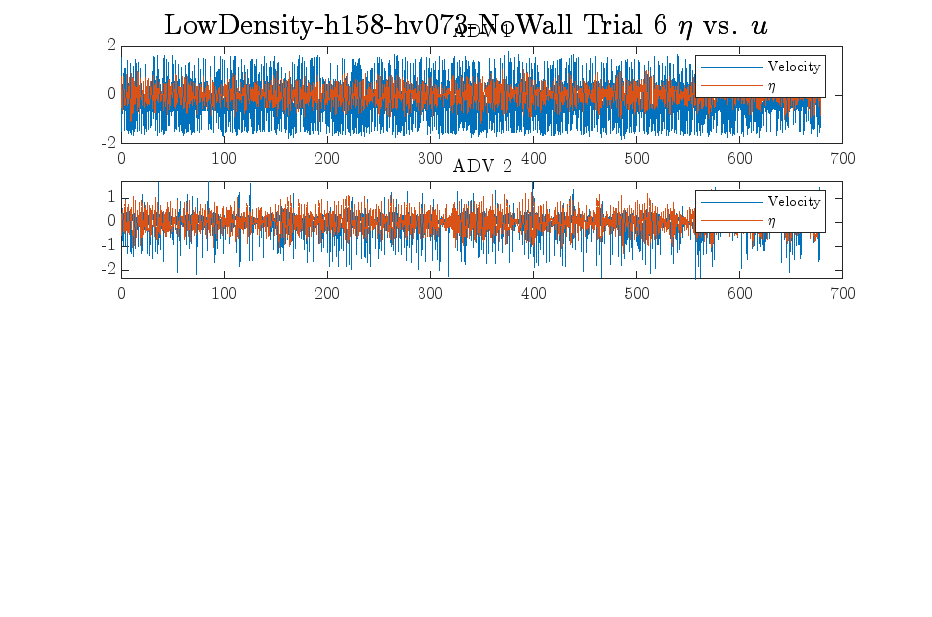 LowDensity-h158-hv073-NoWall Trial 6 η vs. u
ADV 1
2
0
-2
Velocity
η
0 100 200 300 400 500 600 700
ADV 2
1
0
-1
-2
Velocity
η
0 100 200 300 400 500 600 700